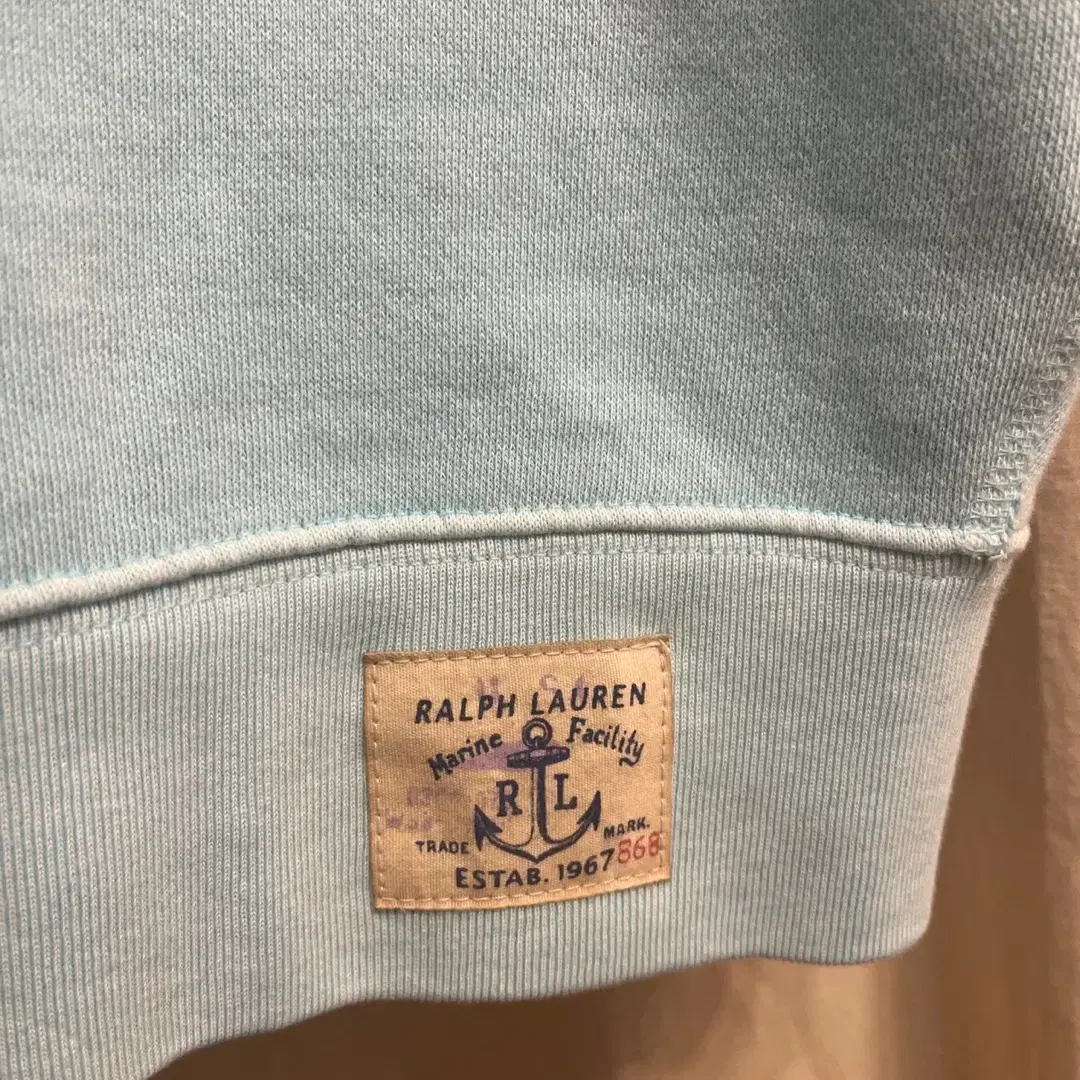 RALPH LAUREN
Marine Facility
R L
TRADE MARK.
ESTAB. 1967 868